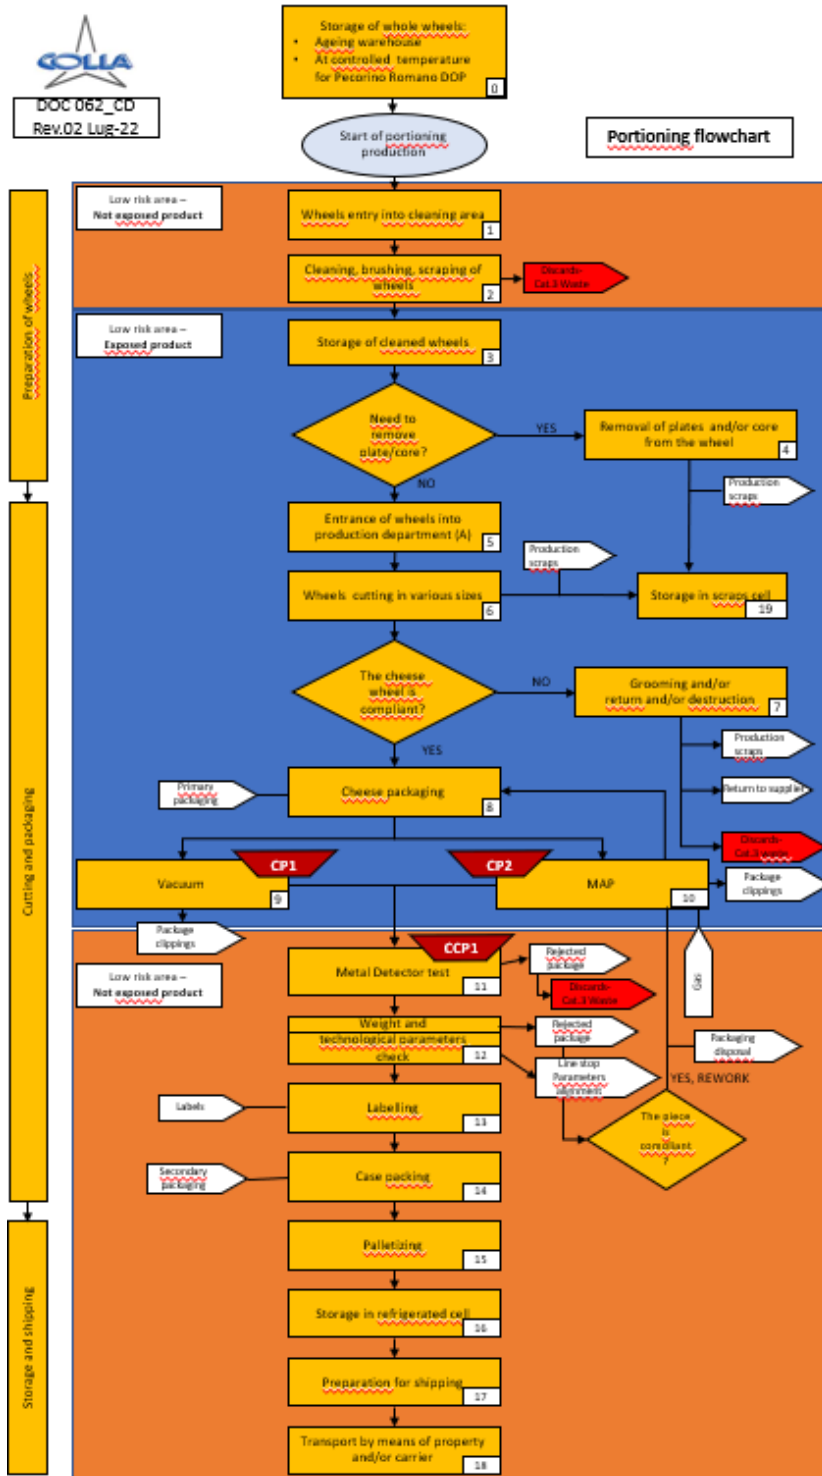 COLLA
DOC 062_CD
Rev.02 Lug-22
Storage of whole wheels:
• Ageing warehouse
• At controlled temperature
for Pecorino Romano DOP
0
Start of portioning
production
Portioning flowchart
Preparation of wheels
Low risk area –
Not exposed product
Wheels entry into cleaning area
1
Cleaning, brushing, scraping of
wheels
2
Discards-
Cat.3 Waste
Low risk area –
Exposed product
Storage of cleaned wheels
3
Need to
remove
plate/core?
YES
NO
Removal of plates and/or core
from the wheel
4
Production
scraps
Cutting and packaging
Entrance of wheels into
production department (A)
5
Production
scraps
Wheels cutting in various sizes
6
Storage in scraps cell
19
The cheese
wheel is
compliant?
NO
YES
Grooming and/or
return and/or destruction
7
Production
scraps
Return to supplier
Discards-
Cat.3 waste
Primary
packaging
Cheese packaging
8
CP1
CP2
Vacuum
9
MAP
10
Package
clippings
Package
clippings
Gas
Low risk area –
Not exposed product
CCP1
Metal Detector test
11
Rejected
package
Discards-
Cat.3 Waste
Weight and
technological parameters
check
12
Rejected
package
Line stop
Parameters
alignment
Packaging
disposal
YES, REWORK
The piece
is
compliant
?
Labels
Labelling
13
Secondary
packaging
Case packing
14
Storage and shipping
Palletizing
15
Storage in refrigerated cell
16
Preparation for shipping
17
Transport by means of property
and/or carrier
18